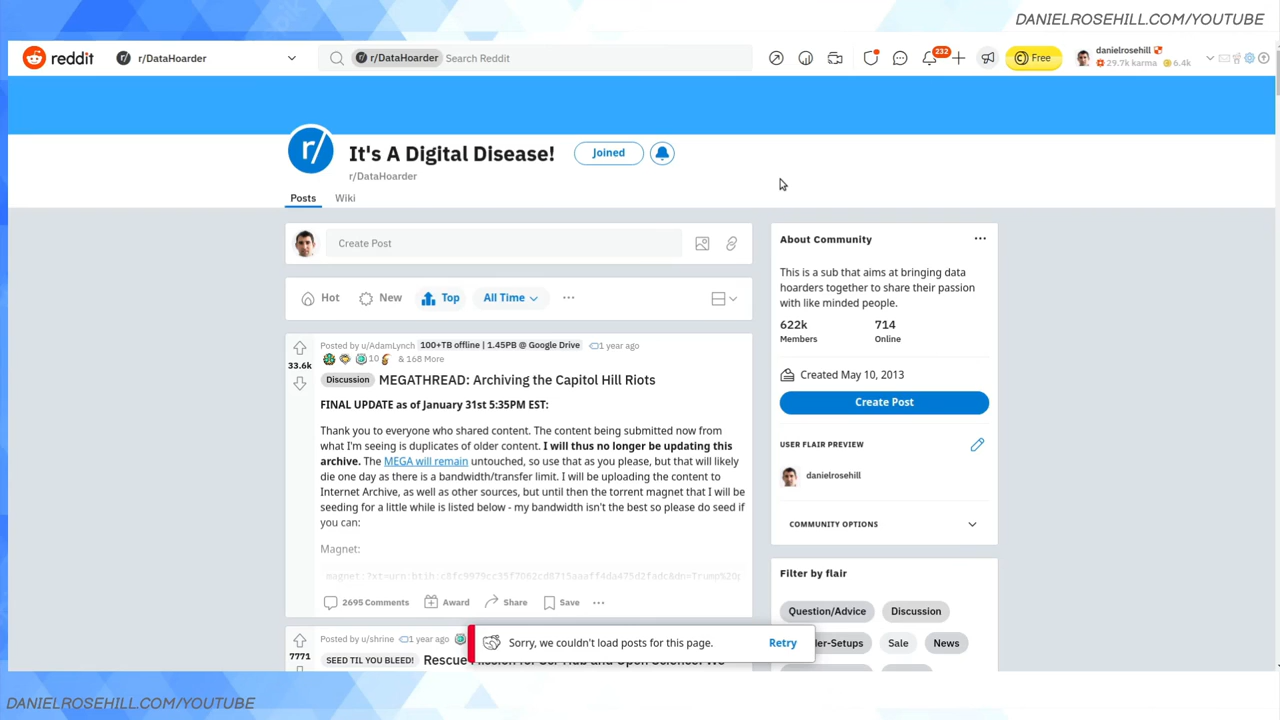 DANIELROSEHILL.COM/YOUTUBE
reddit r/DataHoarder r/DataHoarder Search Reddit 232 Free danielrosehill
29.7k karma 6.4k
r/ It's A Digital Disease! Joined
r/DataHoarder
Posts Wiki
Create Post
Hot New Top All Time
Posted by u/AdamLynch 100+TB offline | 1.45PB @ Google Drive 1 year ago
10 & 168 More
33.6k
Discussion MEGATHREAD: Archiving the Capitol Hill Riots
FINAL UPDATE as of January 31st 5:35PM EST:
Thank you to everyone who shared content. The content being submitted now from
what I'm seeing is duplicates of older content. I will thus no longer be updating this
archive. The MEGA will remain untouched, so use that as you please, but that will likely
die one day as there is a bandwidth/transfer limit. I will be uploading the content to
Internet Archive, as well as other sources, but until then the torrent magnet that I will be
seeding for a little while is listed below - my bandwidth isn't the best so please do seed if
you can:
Magnet:
2695 Comments Award Share Save
Posted by u/shrine 1 year ago
7771
SEED TIL YOU BLEED!
Sorry, we couldn't load posts for this page. Retry
About Community
This is a sub that aims at bringing data
hoarders together to share their passion
with like minded people.
622k 714
Members Online
Created May 10, 2013
Create Post
USER FLAIR PREVIEW
danielrosehill
COMMUNITY OPTIONS
Filter by flair
Question/Advice Discussion
Sale News
DANIELROSEHILL.COM/YOUTUBE